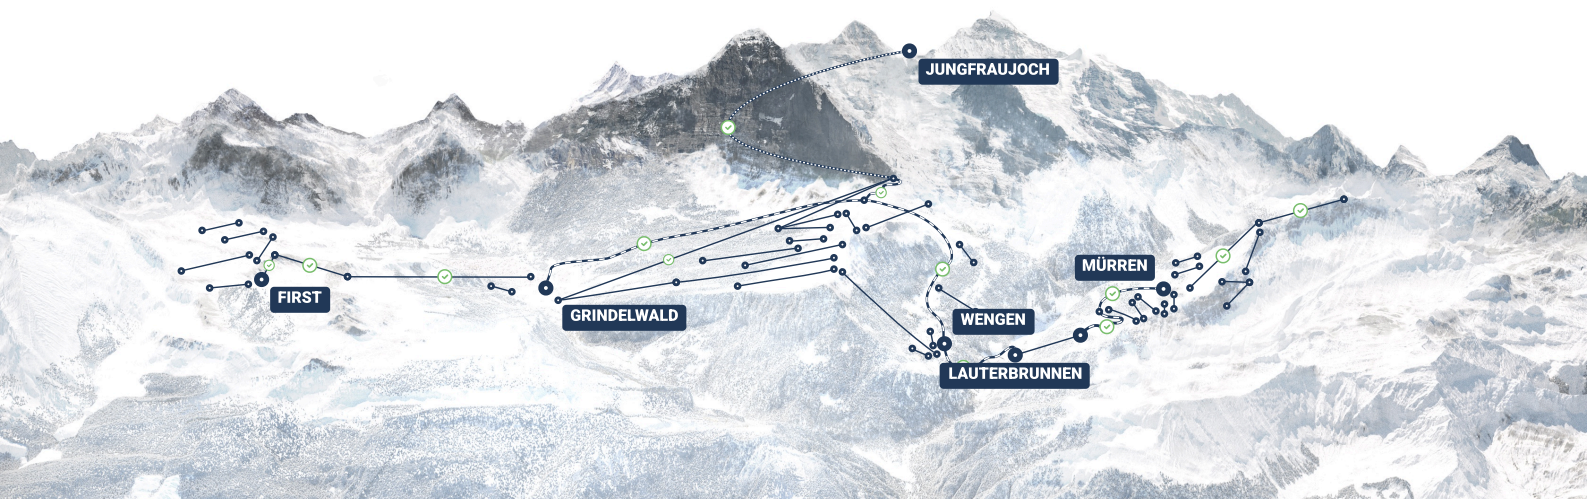 JUNGFRAUJOCH
MÜRREN
FIRST
GRINDELWALD
WENGEN
LAUTERBRUNNEN